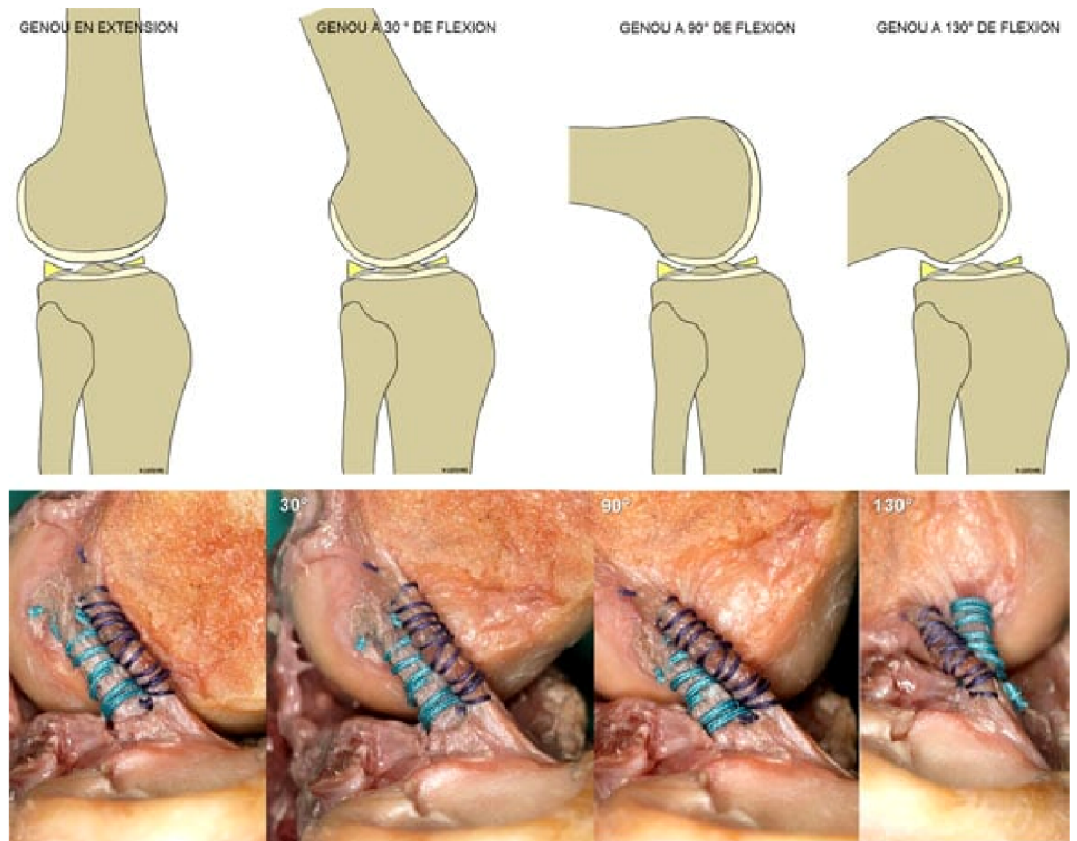 GENOU EN EXTENSION
GENOU A 30 ° DE FLEXION
GENOU A 90° DE FLEXION
GENOU A 130° DE FLEXION
30°
90°
130°